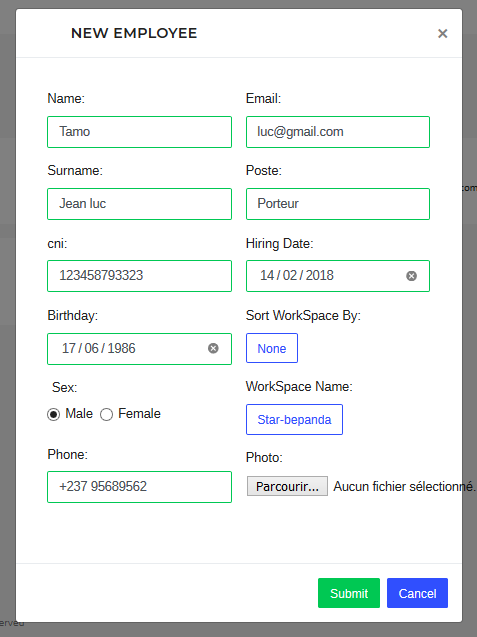 NEW EMPLOYEE ×
Name:
Tamo
Surname:
Jean luc
cni:
123458793323
Birthday:
17 / 06 / 1986
Sex:
Male Female
Phone:
+237 95689562
Email:
luc@gmail.com
Poste:
Porteur
Hiring Date:
14 / 02 / 2018
Sort WorkSpace By:
None
WorkSpace Name:
Star-bepanda
Photo:
Parcourir... Aucun fichier sélectionné.
Submit Cancel
com
erved